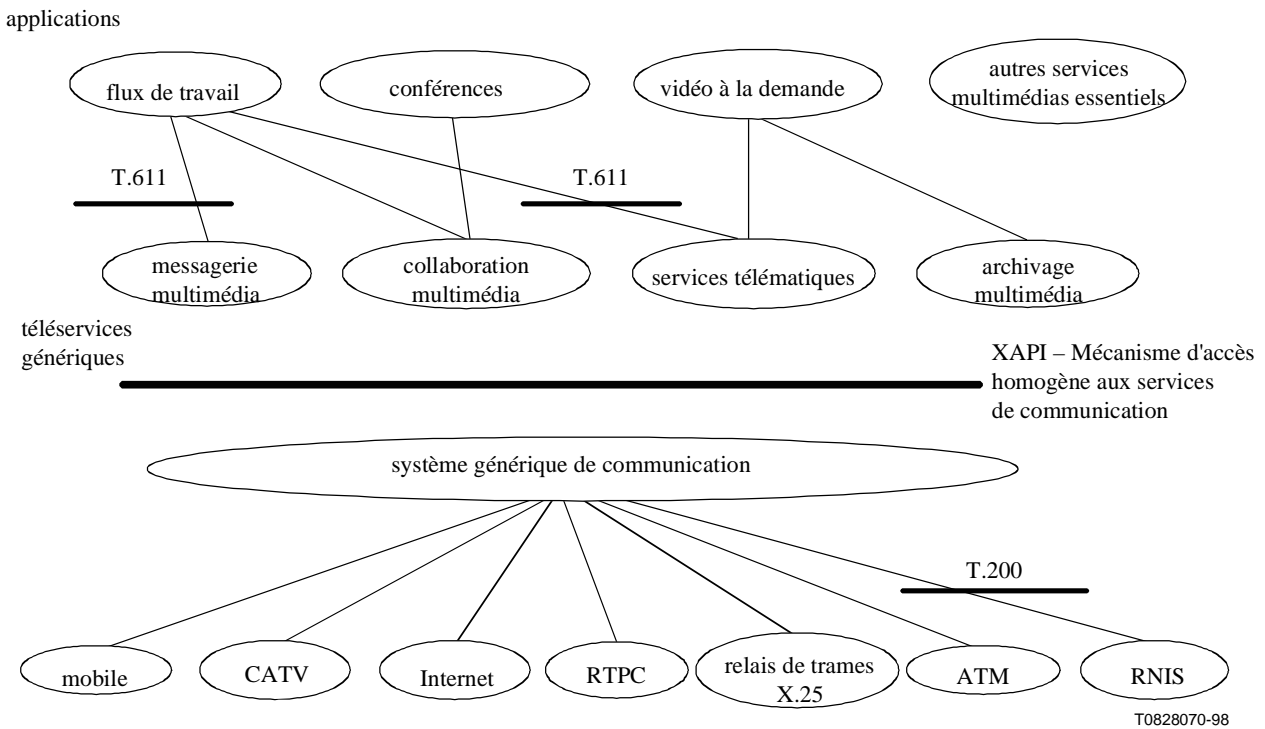 applications
flux de travail
conférences
vidéo à la demande
autres services
multimédias essentiels
T.611
T.611
messagerie
multimédia
collaboration
multimédia
services télématiques
archivage
multimédia
téléservices
génériques
XAPI – Mécanisme d'accès
homogène aux services
de communication
système générique de communication
T.200
mobile
CATV
Internet
RTPC
relais de trames
X.25
ATM
RNIS
T0828070-98